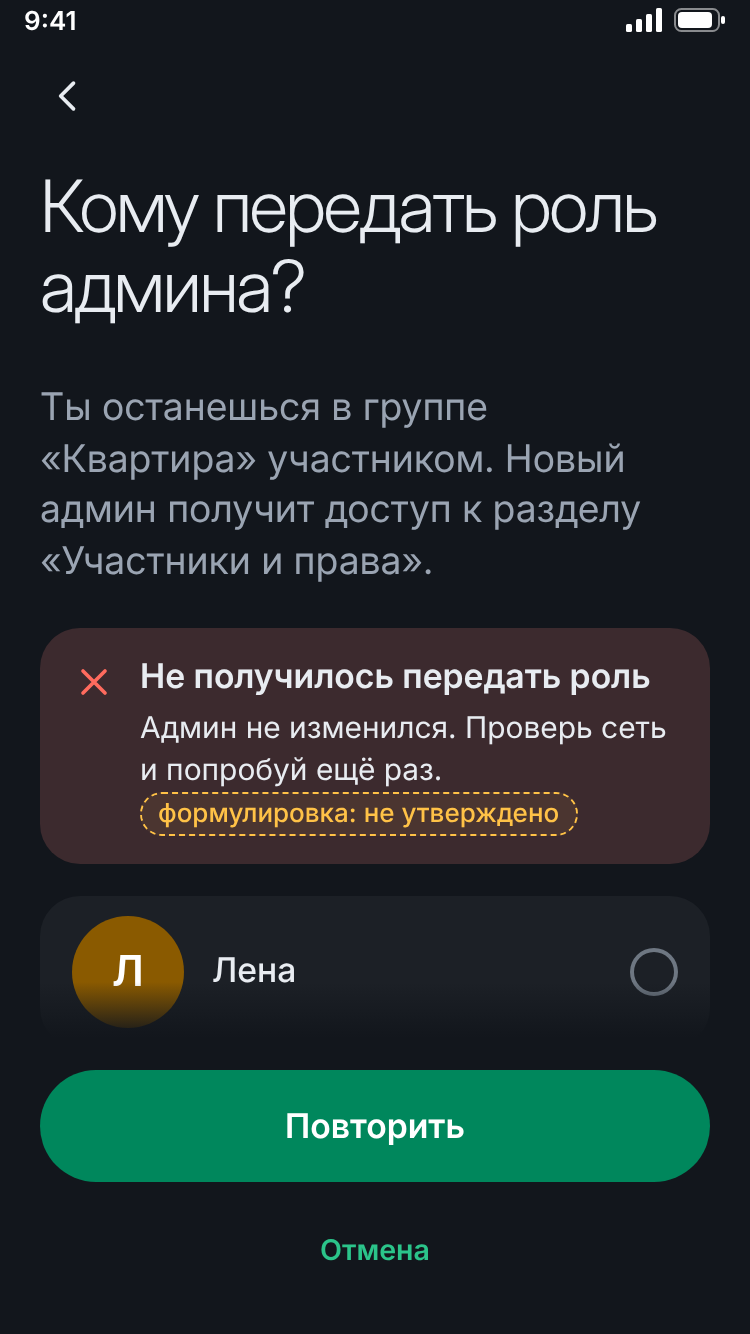 9:41
Кому передать роль
админа?
Ты останешься в группе
«Квартира» участником. Новый
админ получит доступ к разделу
«Участники и права».
Не получилось передать роль
Админ не изменился. Проверь сеть
и попробуй ещё раз.
формулировка: не утверждено
Л
Лена
Повторить
Отмена